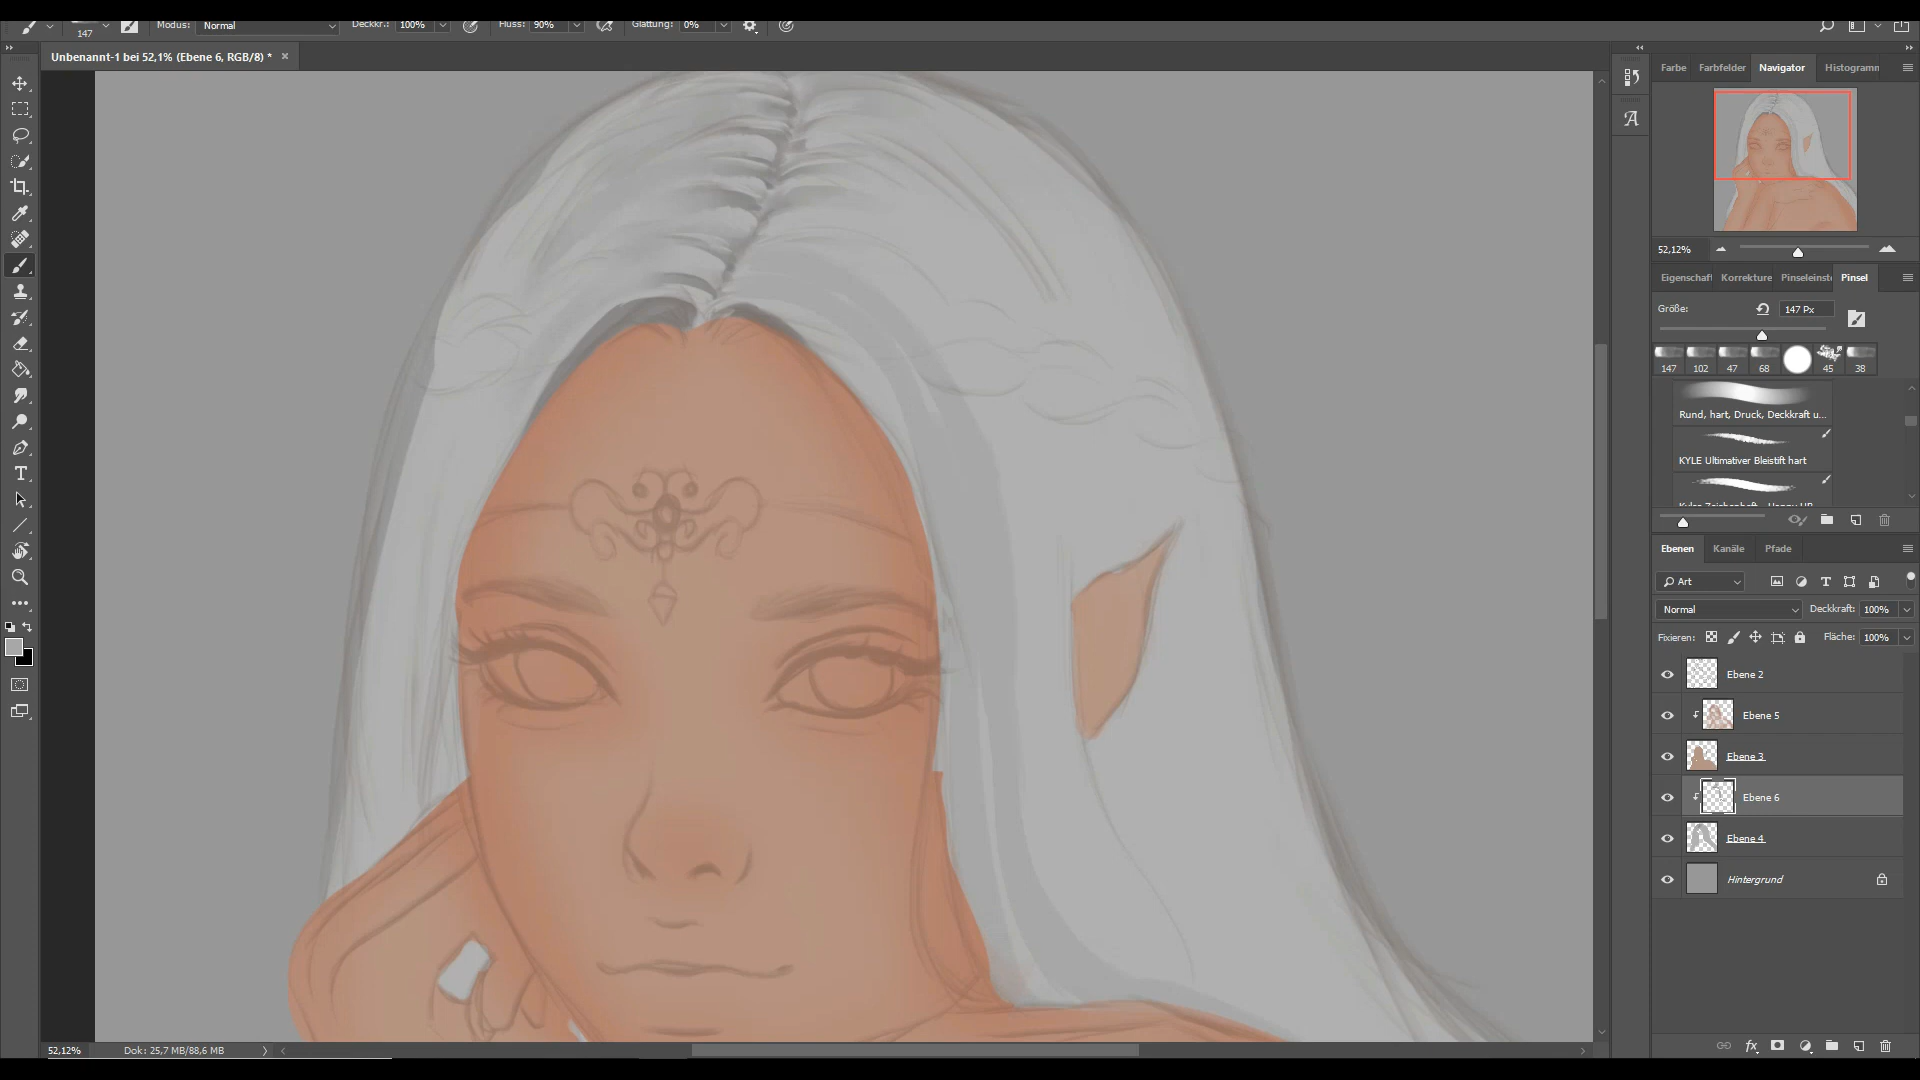 147 Modus: Normal Deckkr.: 100% Fluss: 90% Glättung: 0%
Unbenannt-1 bei 52,1% (Ebene 6, RGB/8) *
Farbe Farbfelder Navigator Histogramm
52,12%
Eigenschaf Korrekture Pinseleinste Pinsel
Größe: 147 Px
147 102 47 68 45 38
Rund, hart, Druck, Deckkraft u...
KYLE Ultimativer Bleistift hart
Ebenen Kanäle Pfade
Art
Normal Deckkraft: 100%
Fixieren: Fläche: 100%
Ebene 2
Ebene 5
Ebene 3
Ebene 6
Ebene 4
Hintergrund
fx
52,12% Dok: 25,7 MB/88,6 MB